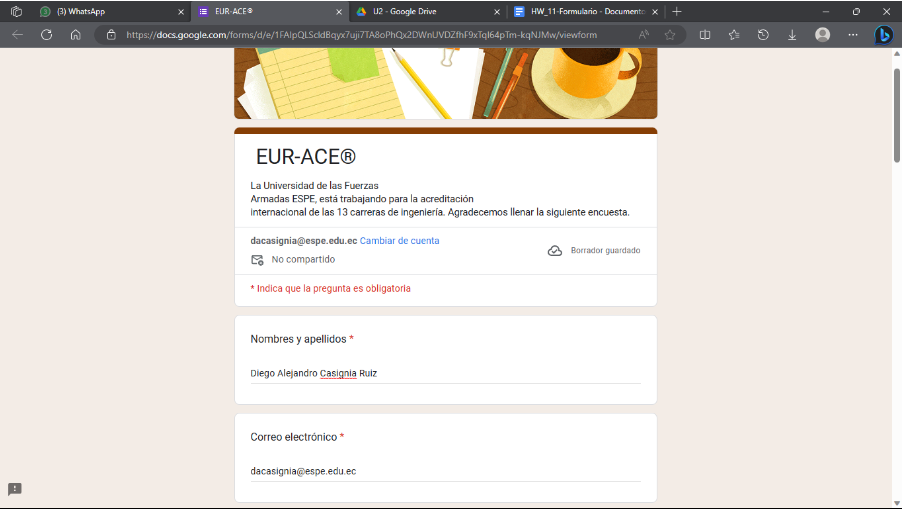 (3) WhatsApp
EUR-ACE®
U2 - Google Drive
HW_11-Formulario - Documento
https://docs.google.com/forms/d/e/1FAIpQLScldBqyx7uji7TA8oPhQx2DWnUVDZfhF9xTqI64pTm-kqNJMw/viewform
EUR-ACE®
La Universidad de las Fuerzas
Armadas ESPE, está trabajando para la acreditación
internacional de las 13 carreras de ingeniería. Agradecemos llenar la siguiente encuesta.
dacasignia@espe.edu.ec Cambiar de cuenta
Borrador guardado
No compartido
* Indica que la pregunta es obligatoria
Nombres y apellidos *
Diego Alejandro Casignia Ruiz
Correo electrónico *
dacasignia@espe.edu.ec